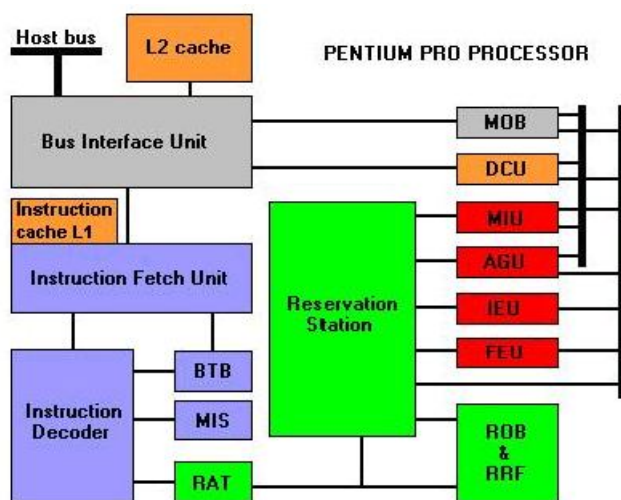 Host bus
L2 cache
PENTIUM PRO PROCESSOR
Bus Interface Unit
MOB
DCU
Instruction
cache L1
MIU
Instruction Fetch Unit
AGU
Reservation
Station
IEU
FEU
BTB
Instruction
Decoder
MIS
RAT
ROB
&
RRF